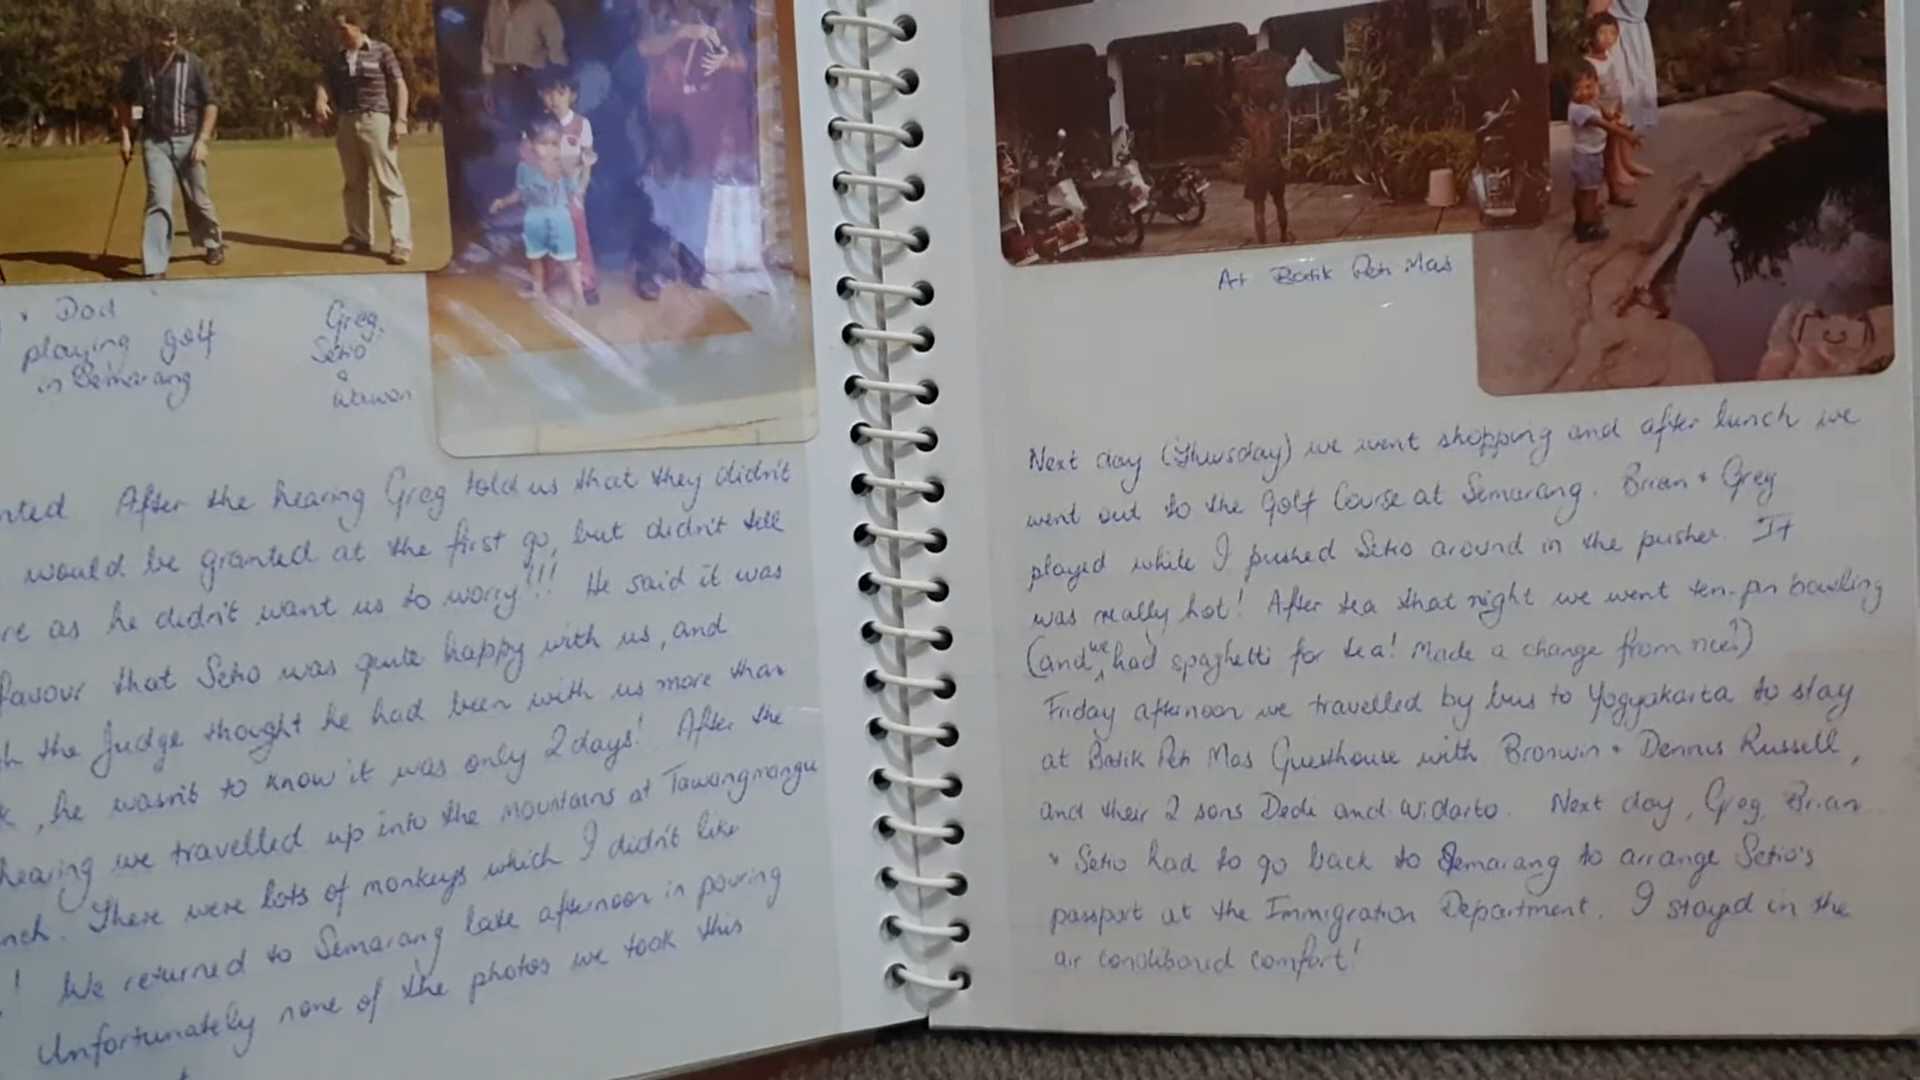 & Dad
playing golf
in Semarang
Greg,
Setio
&
At Batik Peti Mas
nted After the hearing Greg told us that they didn't
would be granted at the first go, but didn't tell
re as he didn't want us to worry!!! He said it was
favour that Setio was quite happy with us, and
the Judge thought he had been with us more than
k, he wasn't to know it was only 2 days! After the
hearing we travelled up into the mountains at Tawangmangu
nch. There were lots of monkeys which I didn't like
! We returned to Semarang late afternoon in pouring
Unfortunately none of the photos we took this
Next day (Thursday) we went shopping and after lunch we
went out to the Golf Course at Semarang. Brian & Greg
played while I pushed Setio around in the pusher. It
was really hot! After tea that night we went ten-pin bowling
(and we had spaghetti for tea! Made a change from rice!)
Friday afternoon we travelled by bus to Yogyakarta to stay
at Batik Peti Mas Guesthouse with Bronwin & Dennis Russell,
and their 2 sons Dedi and Widarto. Next day, Greg, Brian
& Setio had to go back to Semarang to arrange Setio's
passport at the Immigration Department. I stayed in the
air conditioned comfort!